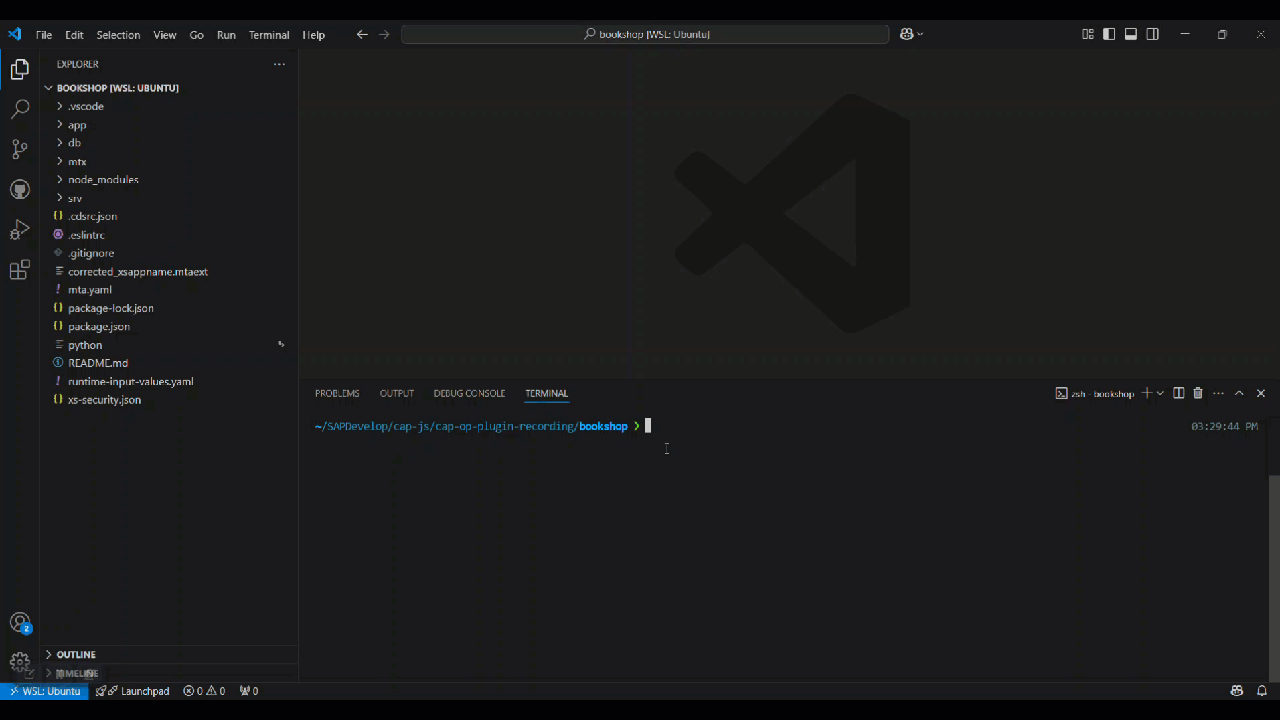 File Edit Selection View Go Run Terminal Help
bookshop [WSL: Ubuntu]
EXPLORER
BOOKSHOP [WSL: UBUNTU]
.vscode
app
db
mtx
node_modules
srv
.cdsrc.json
.eslintrc
.gitignore
corrected_xsappname.mtaext
mta.yaml
package-lock.json
package.json
python
README.md
runtime-input-values.yaml
xs-security.json
OUTLINE
TIMELINE
PROBLEMS OUTPUT DEBUG CONSOLE TERMINAL
zsh - bookshop
~/SAPDevelop/cap-js/cap-op-plugin-recording/bookshop ❯ 03:29:44 PM
2
WSL: Ubuntu Launchpad 0 0 0